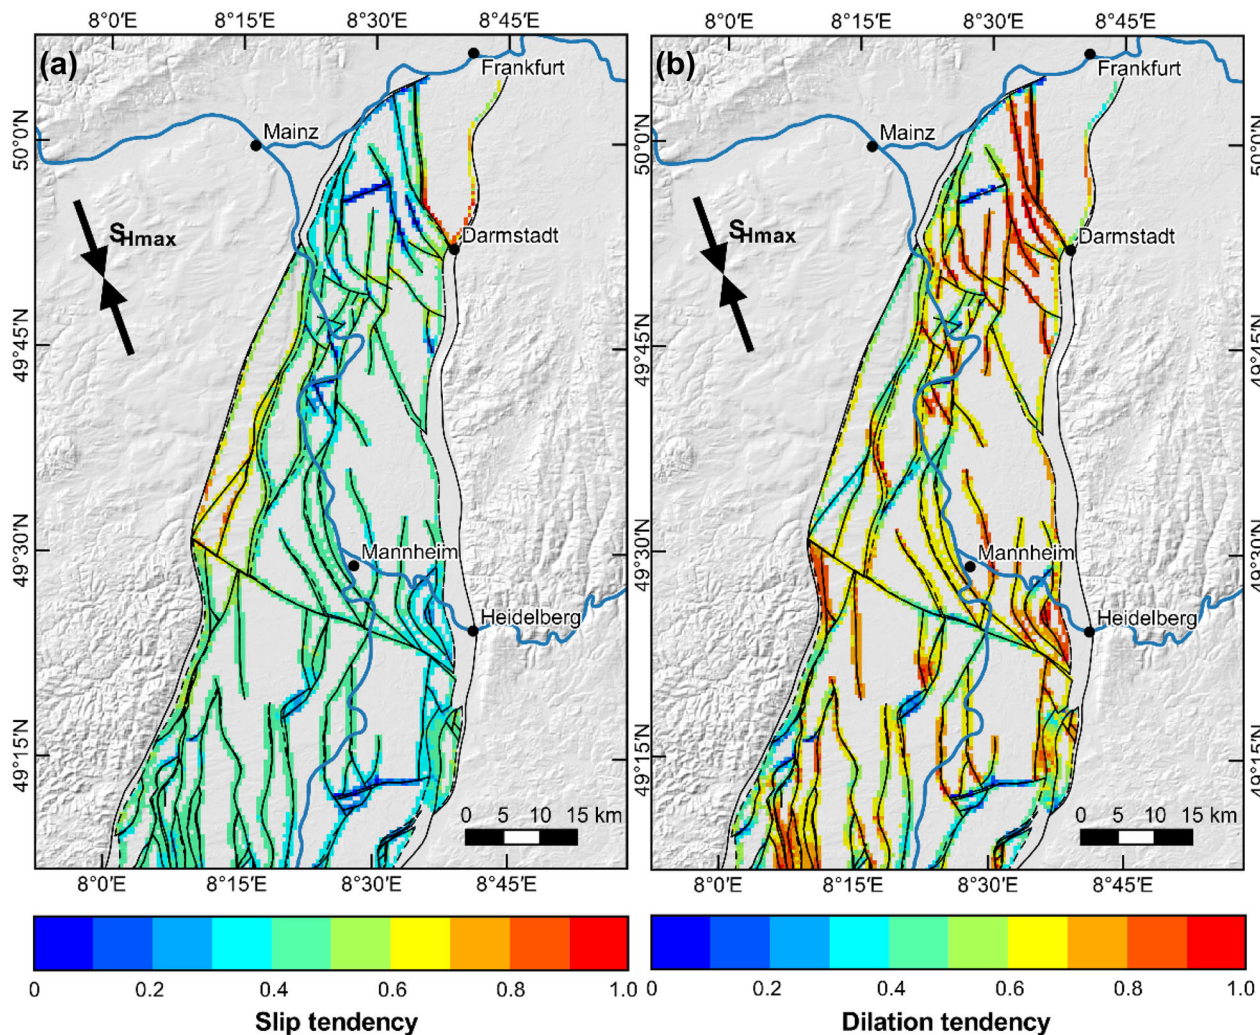 8°0'E 8°15'E 8°30'E 8°45'E 8°0'E 8°15'E 8°30'E 8°45'E
(a)
Frankfurt
Mainz
50°0'N
SHmax
Darmstadt
49°45'N
49°30'N
Mannheim
Heidelberg
49°15'N
0 5 10 15 km
8°0'E 8°15'E 8°30'E 8°45'E
0 0.2 0.4 0.6 0.8 1.0
Slip tendency
(b)
Frankfurt
Mainz
50°0'N
SHmax
Darmstadt
49°45'N
49°45'N
49°30'N
49°30'N
Mannheim
Heidelberg
49°15'N
49°15'N
0 5 10 15 km
8°0'E 8°15'E 8°30'E 8°45'E
0 0.2 0.4 0.6 0.8 1.0
Dilation tendency